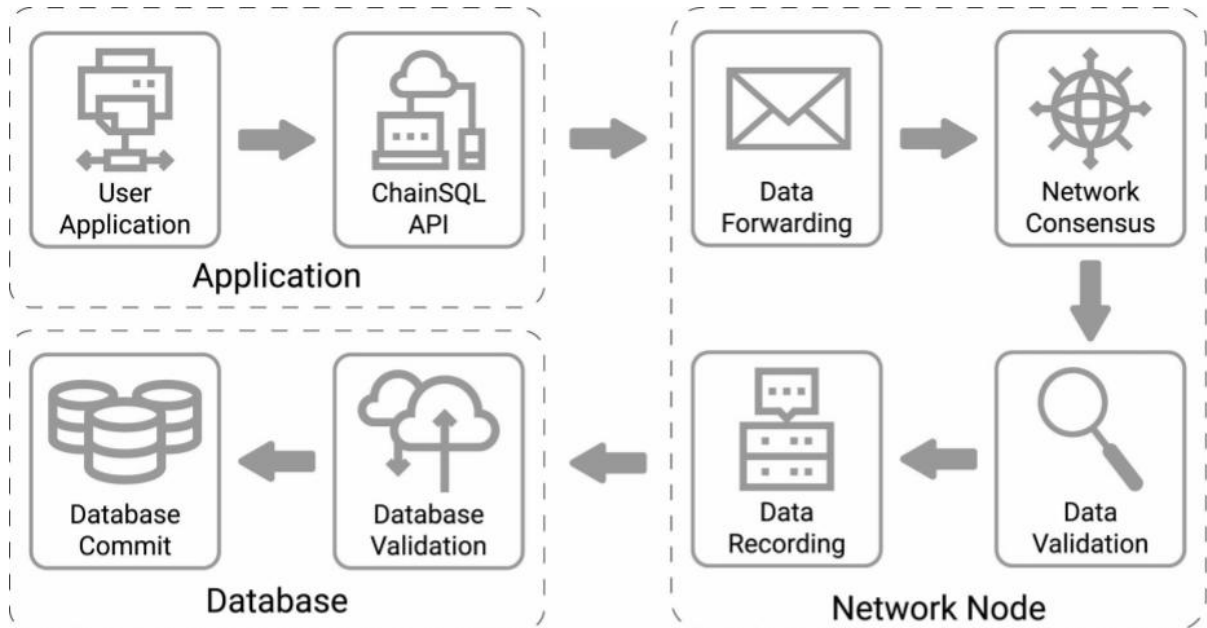 User
Application
ChainSQL
API
Application
Data
Forwarding
Network
Consensus
Data
Validation
Data
Recording
Network Node
Database
Validation
Database
Commit
Database